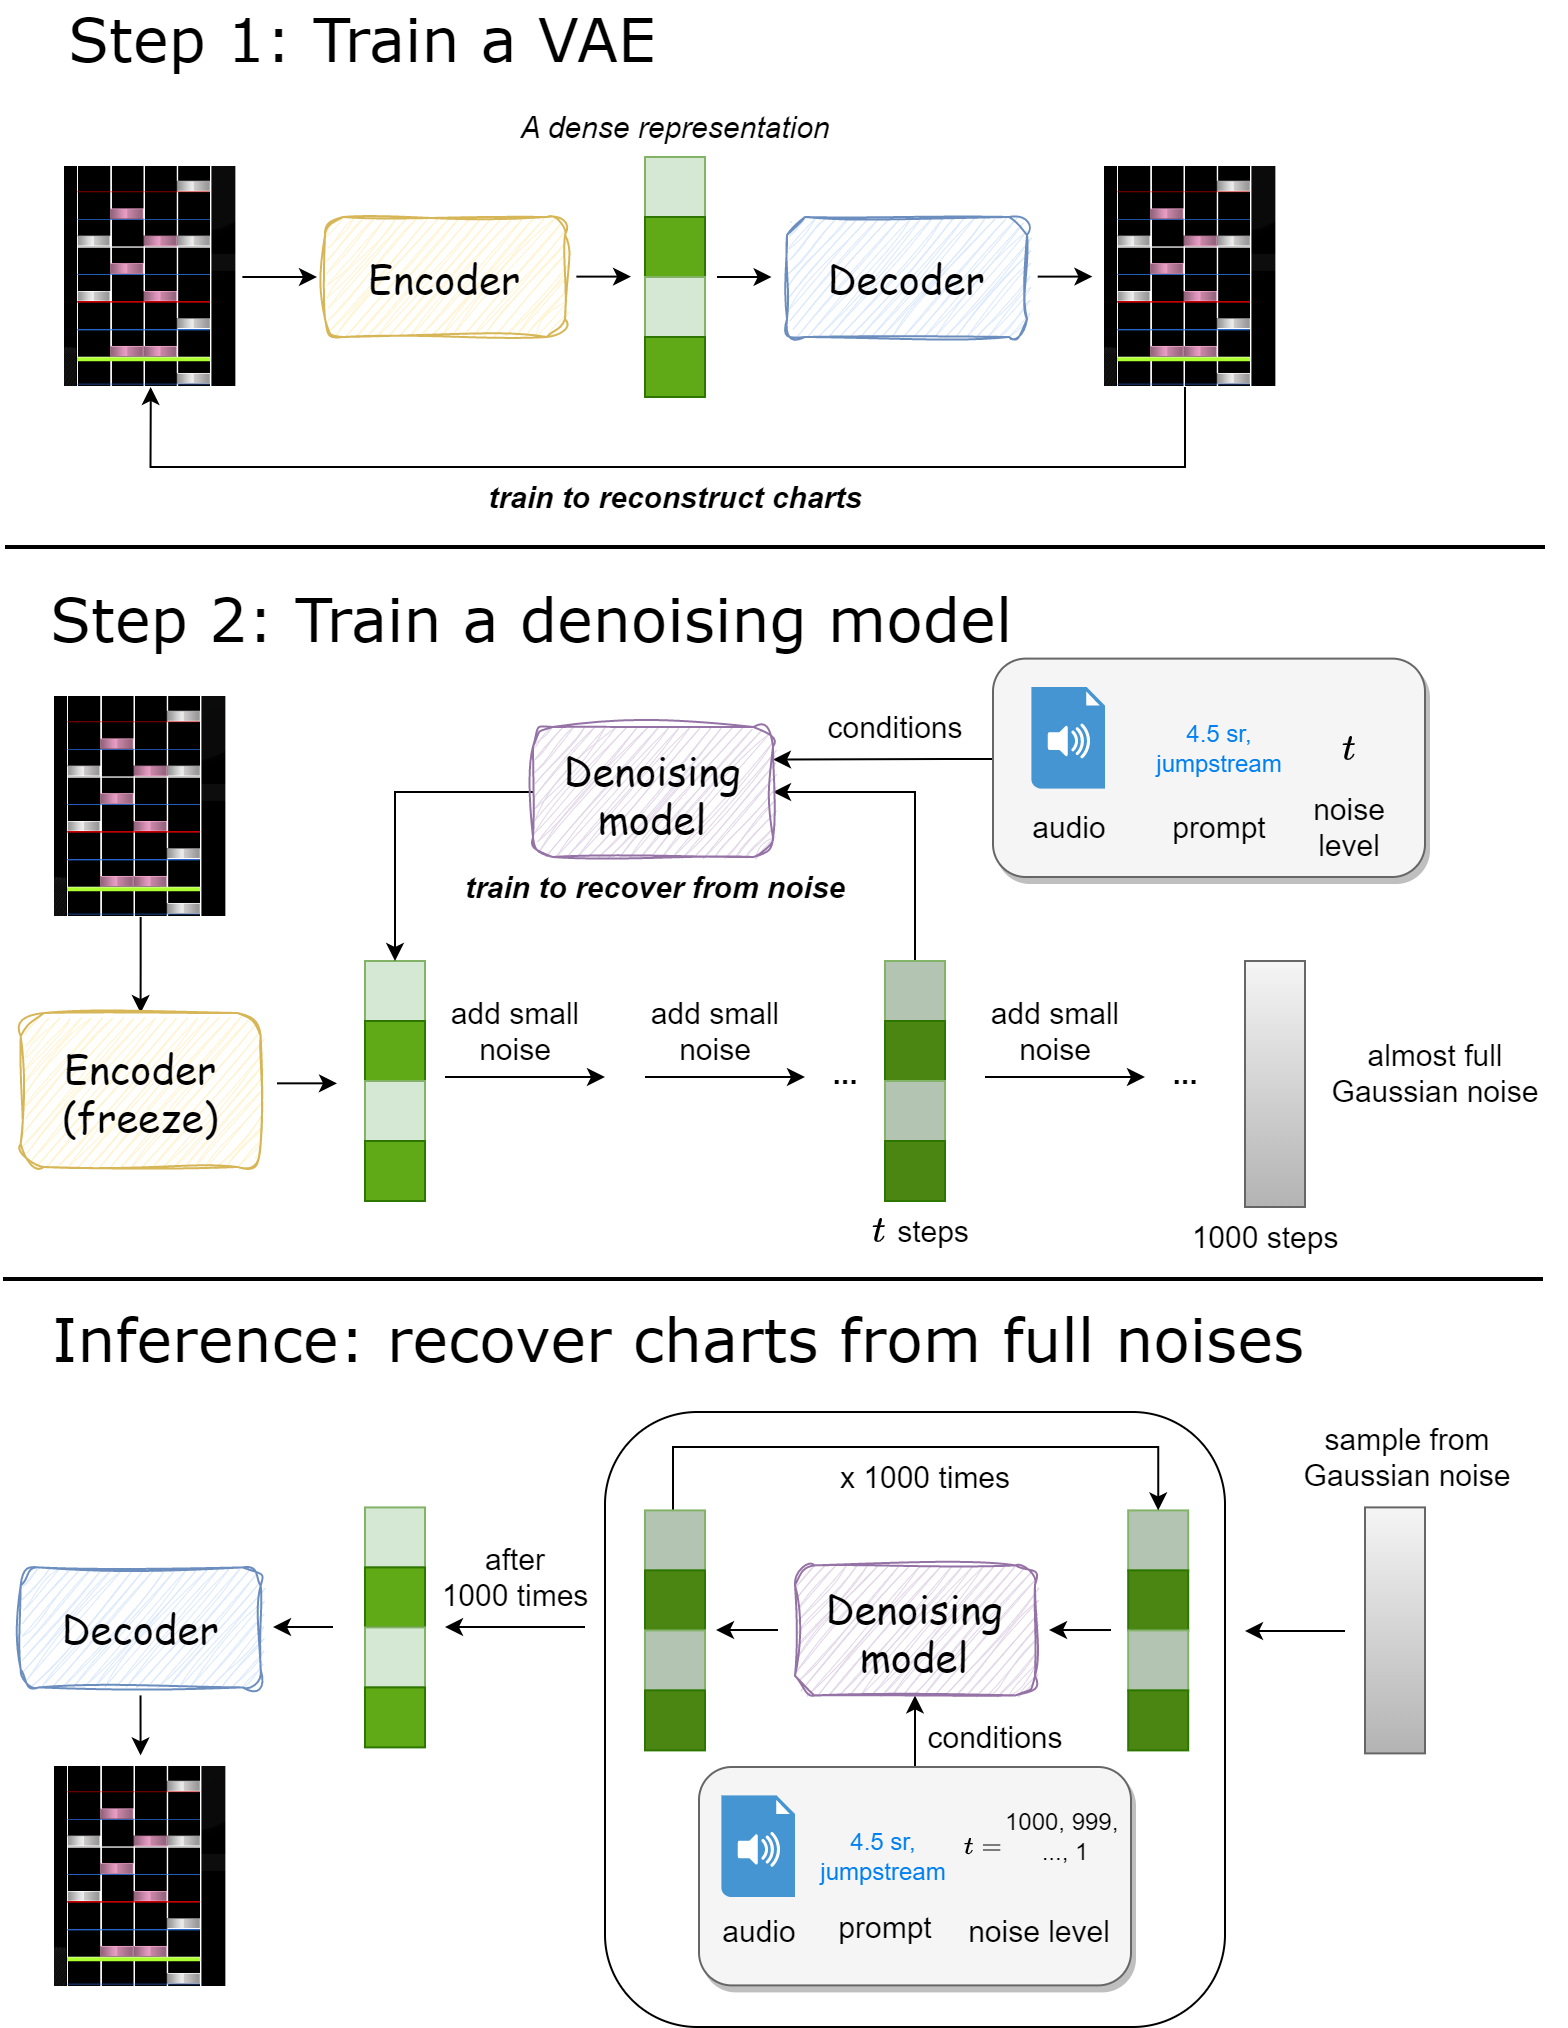 Step 1: Train a VAE
A dense representation
Encoder
Decoder
train to reconstruct charts
Step 2: Train a denoising model
Denoising
model
conditions
4.5 sr,
jumpstream
t
audio
prompt
noise
level
train to recover from noise
Encoder
(freeze)
add small
noise
add small
noise
...
add small
noise
...
almost full
Gaussian noise
t steps
1000 steps
Inference: recover charts from full noises
sample from
Gaussian noise
x 1000 times
after
1000 times
Decoder
Denoising
model
conditions
4.5 sr,
jumpstream
t =
1000, 999,
..., 1
audio
prompt
noise level